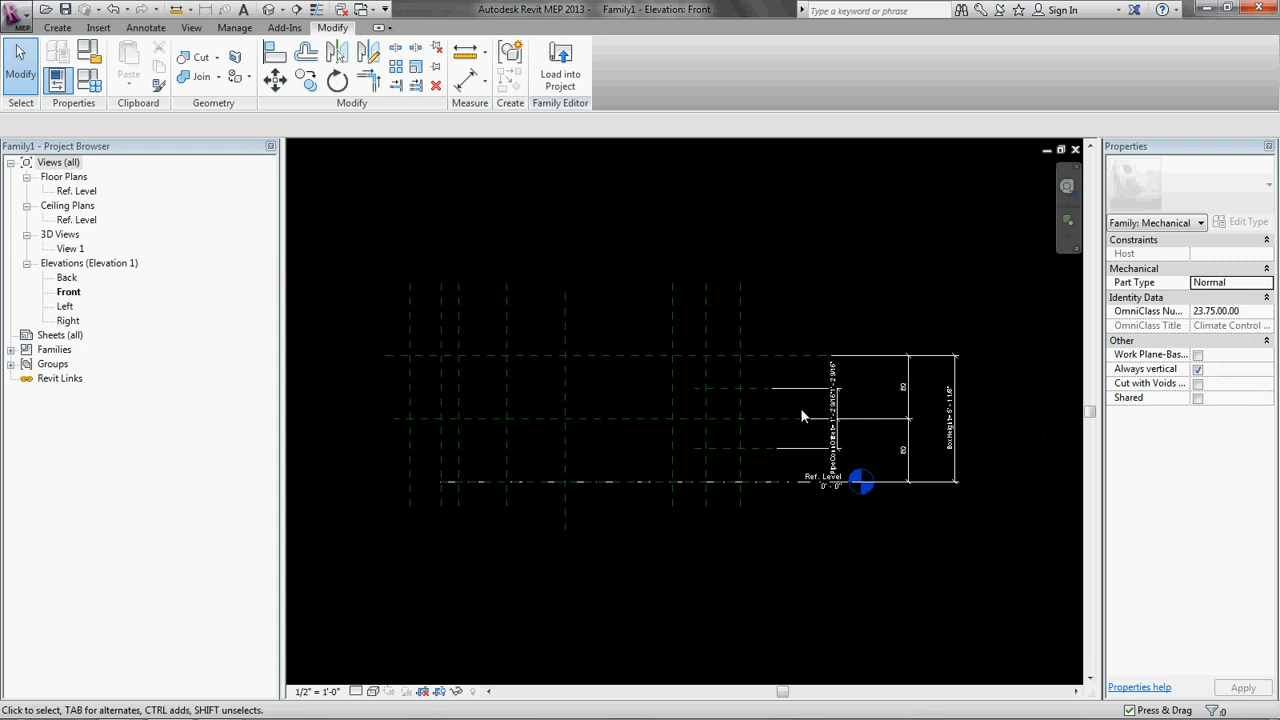 Autodesk Revit MEP 2013 - Family1 - Elevation: Front
Type a keyword or phrase
Sign In
MEP
Create Insert Annotate View Manage Add-Ins Modify
Modify
Paste
Cut
Join
Load into
Project
Select Properties Clipboard Geometry Modify Measure Create Family Editor
Family1 - Project Browser
Views (all)
Floor Plans
Ref. Level
Ceiling Plans
Ref. Level
3D Views
View 1
Elevations (Elevation 1)
Back
Front
Left
Right
Sheets (all)
Families
Groups
Revit Links
EQ
EQ
Ref. Level
0' - 0"
1/2" = 1'-0"
Properties
Family: Mechanical
Edit Type
Constraints
Host
Mechanical
Part Type Normal
Identity Data
OmniClass Nu... 23.75.00.00
OmniClass Title Climate Control ...
Other
Work Plane-Bas...
Always vertical
Cut with Voids ...
Shared
Properties help
Apply
Click to select, TAB for alternates, CTRL adds, SHIFT unselects.
Press & Drag
:0